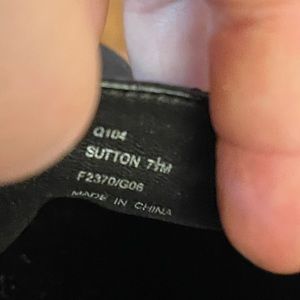 Q104
SUTTON 7½M
F2370/G06
MADE IN CHINA